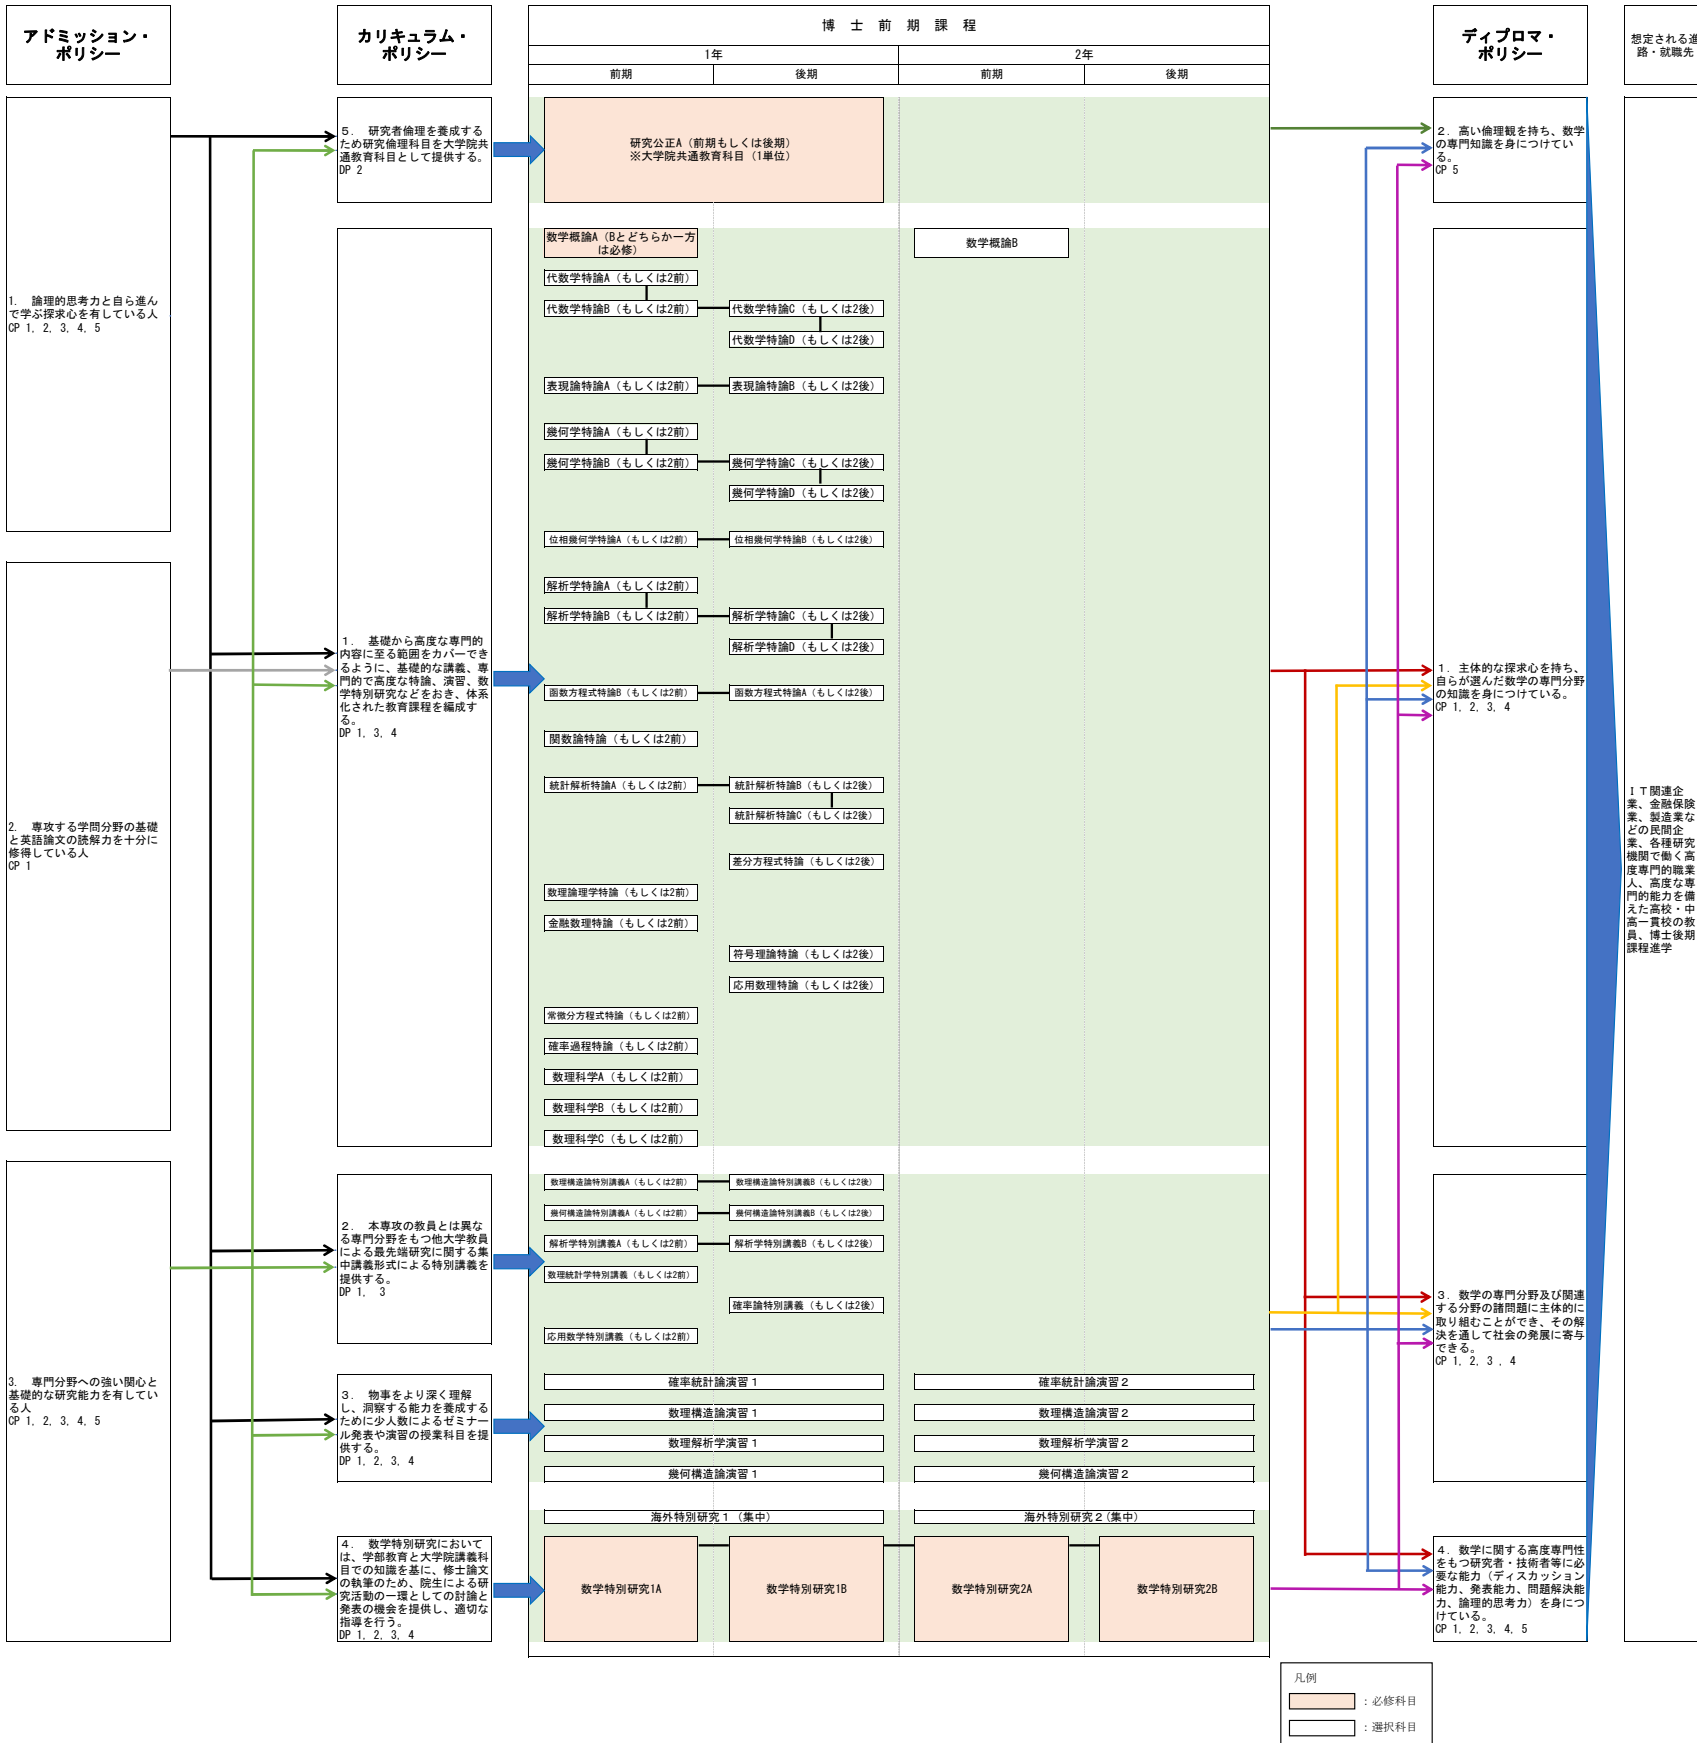 アドミッション・
ポリシー
カリキュラム・
ポリシー
博 士 前 期 課 程
1年
2年
前期
後期
前期
後期
ディプロマ・
ポリシー
想定される進
路・就職先
1. 論理的思考力と自ら進ん
で学ぶ探求心を有している人
CP 1, 2, 3, 4, 5
2. 専攻する学問分野の基礎
と英語論文の読解力を十分に
修得している人
CP 1
3. 専門分野への強い関心と
基礎的な研究能力を有してい
る人
CP 1, 2, 3, 4, 5
5. 研究者倫理を養成する
ため研究倫理科目を大学院共
通教育科目として提供する。
DP 2
1. 基礎から高度な専門的
内容に至る範囲をカバーでき
るように、基礎的な講義、専
門的で高度な特論、演習、数
学特別研究などをおき、体系
化された教育課程を編成す
る。
DP 1, 3, 4
2. 本専攻の教員とは異な
る専門分野をもつ他大学教員
による最先端研究に関する集
中講義形式による特別講義を
提供する。
DP 1, 3
3. 物事をより深く理解
し、洞察する能力を養成する
ために少人数によるゼミナー
ル発表や演習の授業科目を提
供する。
DP 1, 2, 3, 4
4. 数学特別研究において
は、学部教育と大学院講義科
目での知識を基に、修士論文
の執筆のため、院生による研
究活動の一環としての討論と
発表の機会を提供し、適切な
指導を行う。
DP 1, 2, 3, 4
研究公正A（前期もしくは後期）
※大学院共通教育科目（1単位）
数学概論A（Bとどちらか一方
は必修）
数学概論B
代数学特論A（もしくは2前）
代数学特論B（もしくは2前）
代数学特論C（もしくは2後）
代数学特論D（もしくは2後）
表現論特論A（もしくは2前）
表現論特論B（もしくは2後）
幾何学特論A（もしくは2前）
幾何学特論B（もしくは2前）
幾何学特論C（もしくは2後）
幾何学特論D（もしくは2後）
位相幾何学特論A（もしくは2前）
位相幾何学特論B（もしくは2後）
解析学特論A（もしくは2前）
解析学特論B（もしくは2前）
解析学特論C（もしくは2後）
解析学特論D（もしくは2後）
函数方程式特論B（もしくは2前）
函数方程式特論A（もしくは2後）
関数論特論（もしくは2前）
統計解析特論A（もしくは2前）
統計解析特論B（もしくは2後）
統計解析特論C（もしくは2後）
差分方程式特論（もしくは2後）
数理論理学特論（もしくは2前）
金融数理特論（もしくは2前）
符号理論特論（もしくは2後）
応用数理特論（もしくは2後）
常微分方程式特論（もしくは2前）
確率過程特論（もしくは2前）
数理科学A（もしくは2前）
数理科学B（もしくは2前）
数理科学C（もしくは2前）
数理構造論特別講義A（もしくは2前）
数理構造論特別講義B（もしくは2後）
幾何構造論特別講義A（もしくは2前）
幾何構造論特別講義B（もしくは2後）
解析学特別講義A（もしくは2前）
解析学特別講義B（もしくは2後）
数理統計学特別講義（もしくは2前）
確率論特別講義（もしくは2後）
応用数学特別講義（もしくは2前）
確率統計論演習１
確率統計論演習２
数理構造論演習１
数理構造論演習２
数理解析学演習１
数理解析学演習２
幾何構造論演習１
幾何構造論演習２
海外特別研究１（集中）
海外特別研究２(集中)
数学特別研究1A
数学特別研究1B
数学特別研究2A
数学特別研究2B
2. 高い倫理観を持ち、数学
の専門知識を身につけてい
る。
CP 5
1. 主体的な探求心を持ち、
自らが選んだ数学の専門分野
の知識を身につけている。
CP 1, 2, 3, 4
3. 数学の専門分野及び関連
する分野の諸問題に主体的に
取り組むことができ、その解
決を通して社会の発展に寄与
できる。
CP 1, 2, 3 , 4
4. 数学に関する高度専門性
をもつ研究者・技術者等に必
要な能力（ディスカッション
能力、発表能力、問題解決能
力、論理的思考力）を身につ
けている。
CP 1, 2, 3, 4, 5
ＩＴ関連企
業、金融保険
業、製造業な
どの民間企
業、各種研究
機関で働く高
度専門的職業
人、高度な専
門的能力を備
えた高校・中
高一貫校の教
員、博士後期
課程進学
凡例
：必修科目
：選択科目